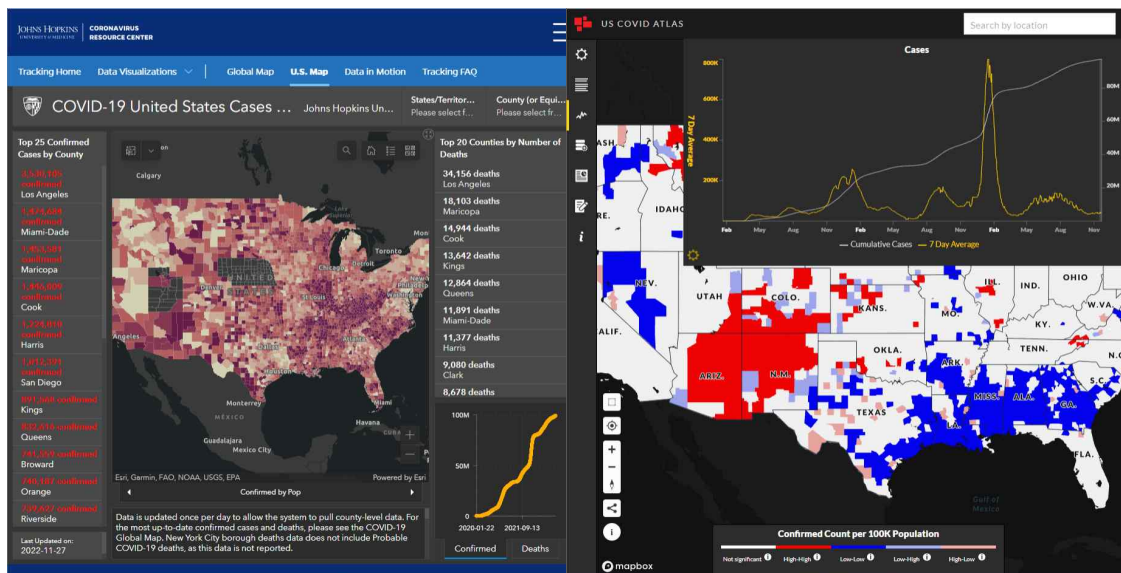 JOHNS HOPKINS
UNIVERSITY of MEDICINE
CORONAVIRUS
RESOURCE CENTER
Tracking Home
Data Visualizations
Global Map
U.S. Map
Data in Motion
Tracking FAQ
COVID-19 United States Cases ...
Johns Hopkins Un...
States/Territor...
Please select f...
County (or Equi...
Please select fr...
Top 25 Confirmed
Cases by County
confirmed
Los Angeles
confirmed
Miami-Dade
confirmed
Maricopa
confirmed
Cook
confirmed
Harris
confirmed
San Diego
confirmed
Kings
confirmed
Queens
confirmed
Broward
confirmed
Orange
confirmed
Riverside
Last Updated on:
2022-11-27
Calgary
Toronto
Chicago
Detroit
Denver
UNITED
St Louis
Philadelph
Washington
Angeles
Dallas
Atlanta
Houston
Monterrey
Miami
MÉXICO
Havana
CUBA
Guadalajara
Mexico City
Esri, Garmin, FAO, NOAA, USGS, EPA
Powered by Esri
Confirmed by Pop
Data is updated once per day to allow the system to pull county-level data. For
the most up-to-date confirmed cases and deaths, please see the COVID-19
Global Map. New York City borough deaths data does not include Probable
COVID-19 deaths, as this data is not reported.
Top 20 Counties by Number of
Deaths
34,156 deaths
Los Angeles
18,103 deaths
Maricopa
14,944 deaths
Cook
13,642 deaths
Kings
12,864 deaths
Queens
11,891 deaths
Miami-Dade
11,377 deaths
Harris
9,080 deaths
Clark
8,678 deaths
100M
50M
0
2020-01-22
2021-09-13
Confirmed
Deaths
US COVID ATLAS
Search by location
Cases
800K
600K
400K
200K
7 Day Average
80M
60M
40M
20M
Feb
May
Aug
Nov
Feb
May
Aug
Nov
Feb
May
Aug
Nov
Cumulative Cases
7 Day Average
ASH.
RE.
IDAHO
NEV.
UTAH
COLO.
KANS.
MO.
ILL.
IND.
OHIO
W.VA.
KY.
CALIF.
ARIZ.
N.M.
OKLA.
ARK.
TENN.
N.C
S.C.
MISS.
ALA.
GA.
TEXAS
LA.
FLA.
Gulf of
Mexico
Confirmed Count per 100K Population
Not significant
High-High
Low-Low
Low-High
High-Low
mapbox